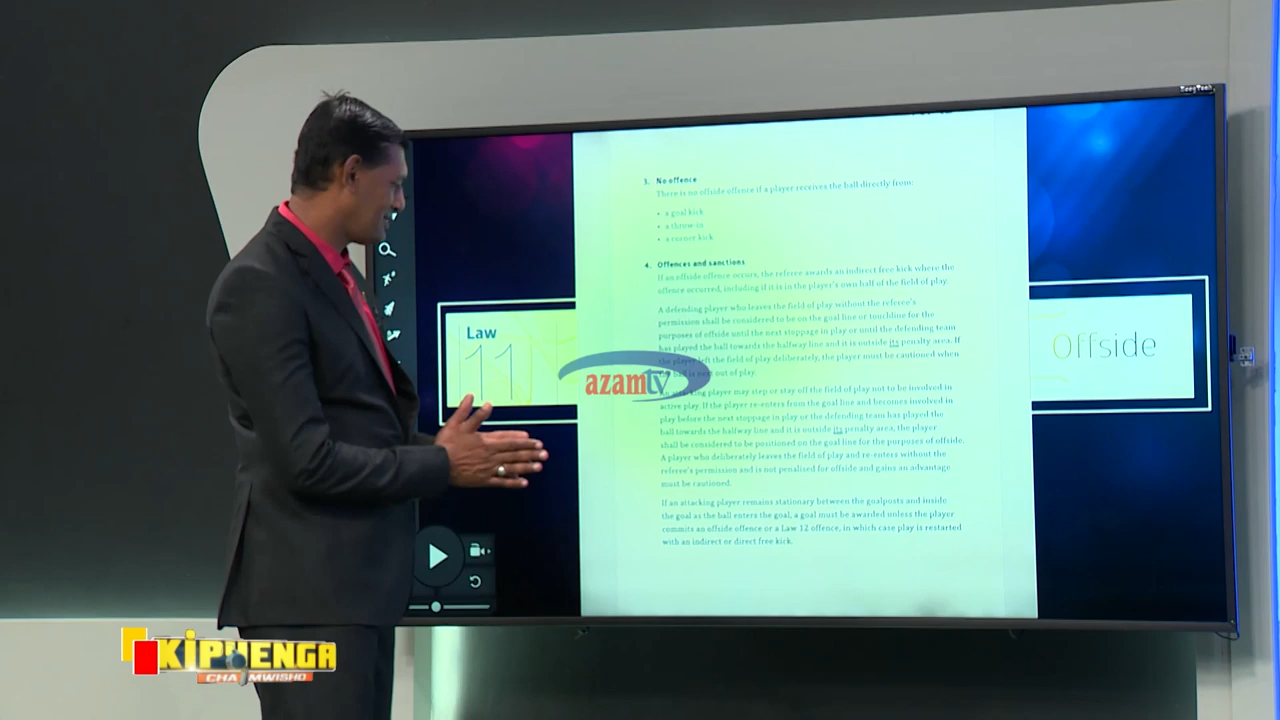 3. No offence
There is no offside offence if a player receives the ball directly from:
• a goal kick
• a throw-in
• a corner kick
4. Offences and sanctions
If an offside offence occurs, the referee awards an indirect free kick where the
offence occurred, including if it is in the player's own half of the field of play.
A defending player who leaves the field of play without the referee's
permission shall be considered to be on the goal line or touchline for the
purposes of offside until the next stoppage in play or until the defending team
has played the ball towards the halfway line and it is outside its penalty area. If
the player left the field of play deliberately, the player must be cautioned when
the ball is next out of play.
An attacking player may step or stay off the field of play not to be involved in
active play. If the player re-enters from the goal line and becomes involved in
play before the next stoppage in play or the defending team has played the
ball towards the halfway line and it is outside its penalty area, the player
shall be considered to be positioned on the goal line for the purposes of offside.
A player who deliberately leaves the field of play and re-enters without the
referee's permission and is not penalised for offside and gains an advantage
must be cautioned.
If an attacking player remains stationary between the goalposts and inside
the goal as the ball enters the goal, a goal must be awarded unless the player
commits an offside offence or a Law 12 offence, in which case play is restarted
with an indirect or direct free kick.
Law
11
Offside
azamtv
KIPHENGA
CHA MWISHO